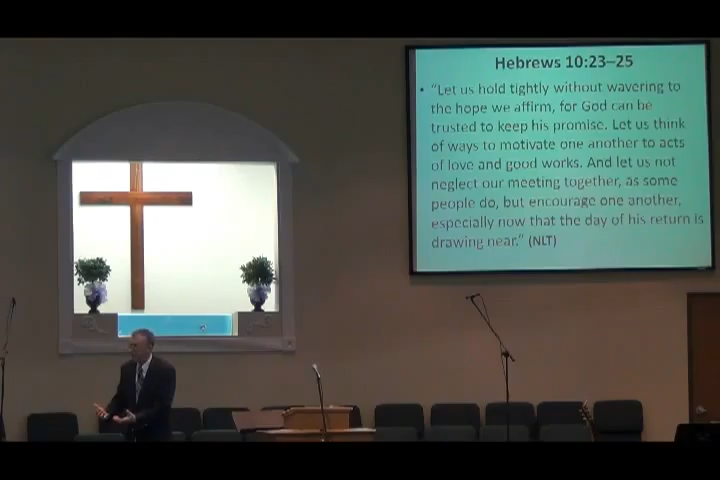 Hebrews 10:23–25
• “Let us hold tightly without wavering to
the hope we affirm, for God can be
trusted to keep his promise. Let us think
of ways to motivate one another to acts
of love and good works. And let us not
neglect our meeting together, as some
people do, but encourage one another,
especially now that the day of his return is
drawing near.” (NLT)